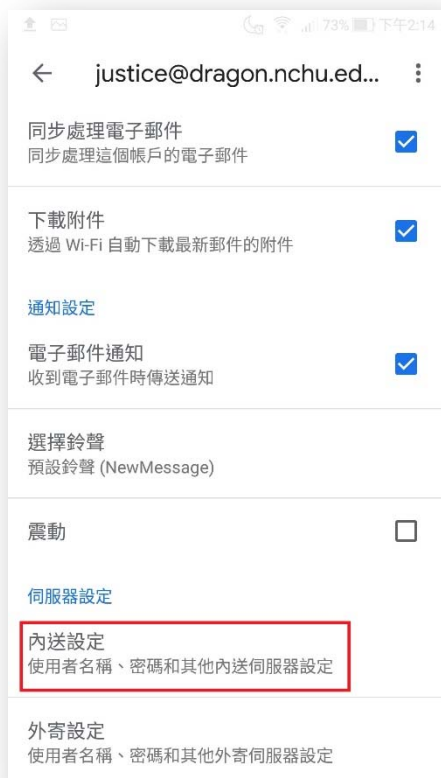 73% 下午2:14
justice@dragon.nchu.ed...
同步處理電子郵件
同步處理這個帳戶的電子郵件
下載附件
透過 Wi-Fi 自動下載最新郵件的附件
通知設定
電子郵件通知
收到電子郵件時傳送通知
選擇鈴聲
預設鈴聲 (NewMessage)
震動
伺服器設定
內送設定
使用者名稱、密碼和其他內送伺服器設定
外寄設定
使用者名稱、密碼和其他外寄伺服器設定